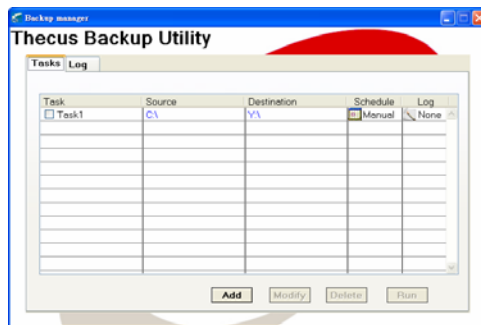 Backup manager
Thecus Backup Utility
Tasks Log
Task Source Destination Schedule Log
Task1 C:\ Y:\ Manual None
Add Modify Delete Run